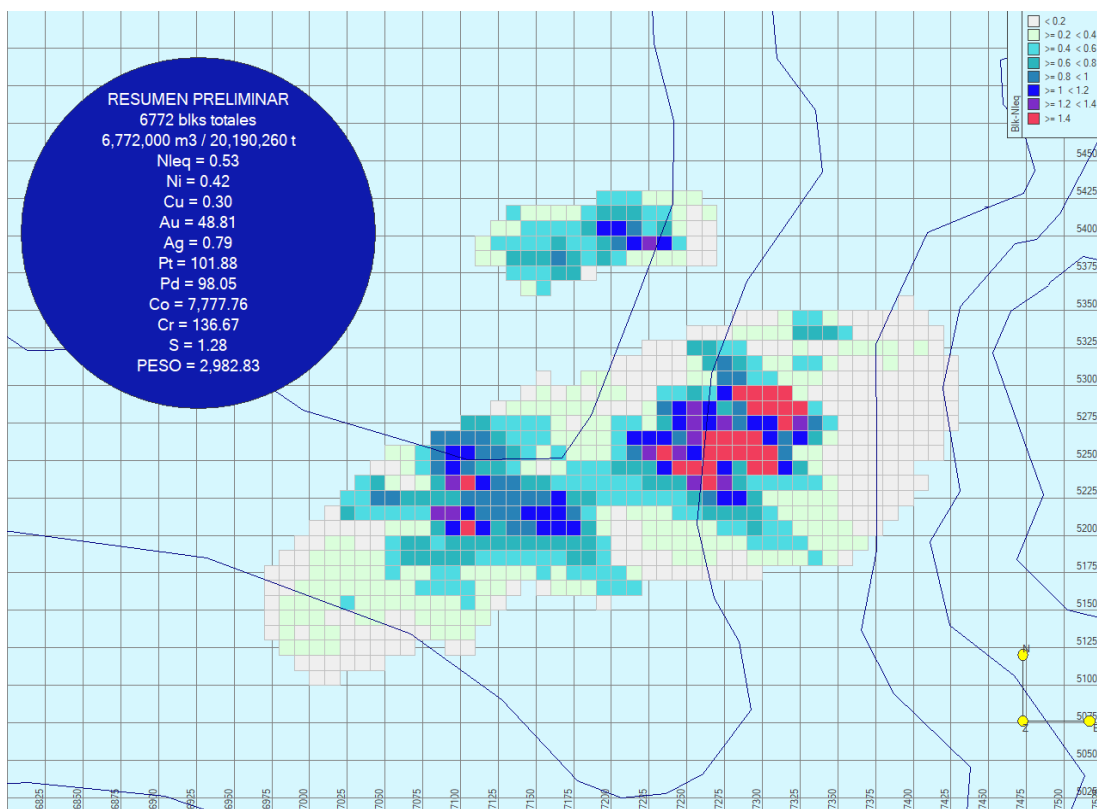 RESUMEN PRELIMINAR
6772 blks totales
6,772,000 m3 / 20,190,260 t
NIeq = 0.53
Ni = 0.42
Cu = 0.30
Au = 48.81
Ag = 0.79
Pt = 101.88
Pd = 98.05
Co = 7,777.76
Cr = 136.67
S = 1.28
PESO = 2,982.83
Blk-NIeq
< 0.2
>= 0.2 < 0.4
>= 0.4 < 0.6
>= 0.6 < 0.8
>= 0.8 < 1
>= 1 < 1.2
>= 1.2 < 1.4
>= 1.4
5450
5425
5400
5375
5350
5325
5300
5275
5250
5225
5200
5175
5150
5125
5100
5075
5050
5025
N
Z
E
6825
6850
6875
6900
6925
6950
6975
7000
7025
7050
7075
7100
7125
7150
7175
7200
7225
7250
7275
7300
7325
7350
7375
7400
7425
7450
7475
7500